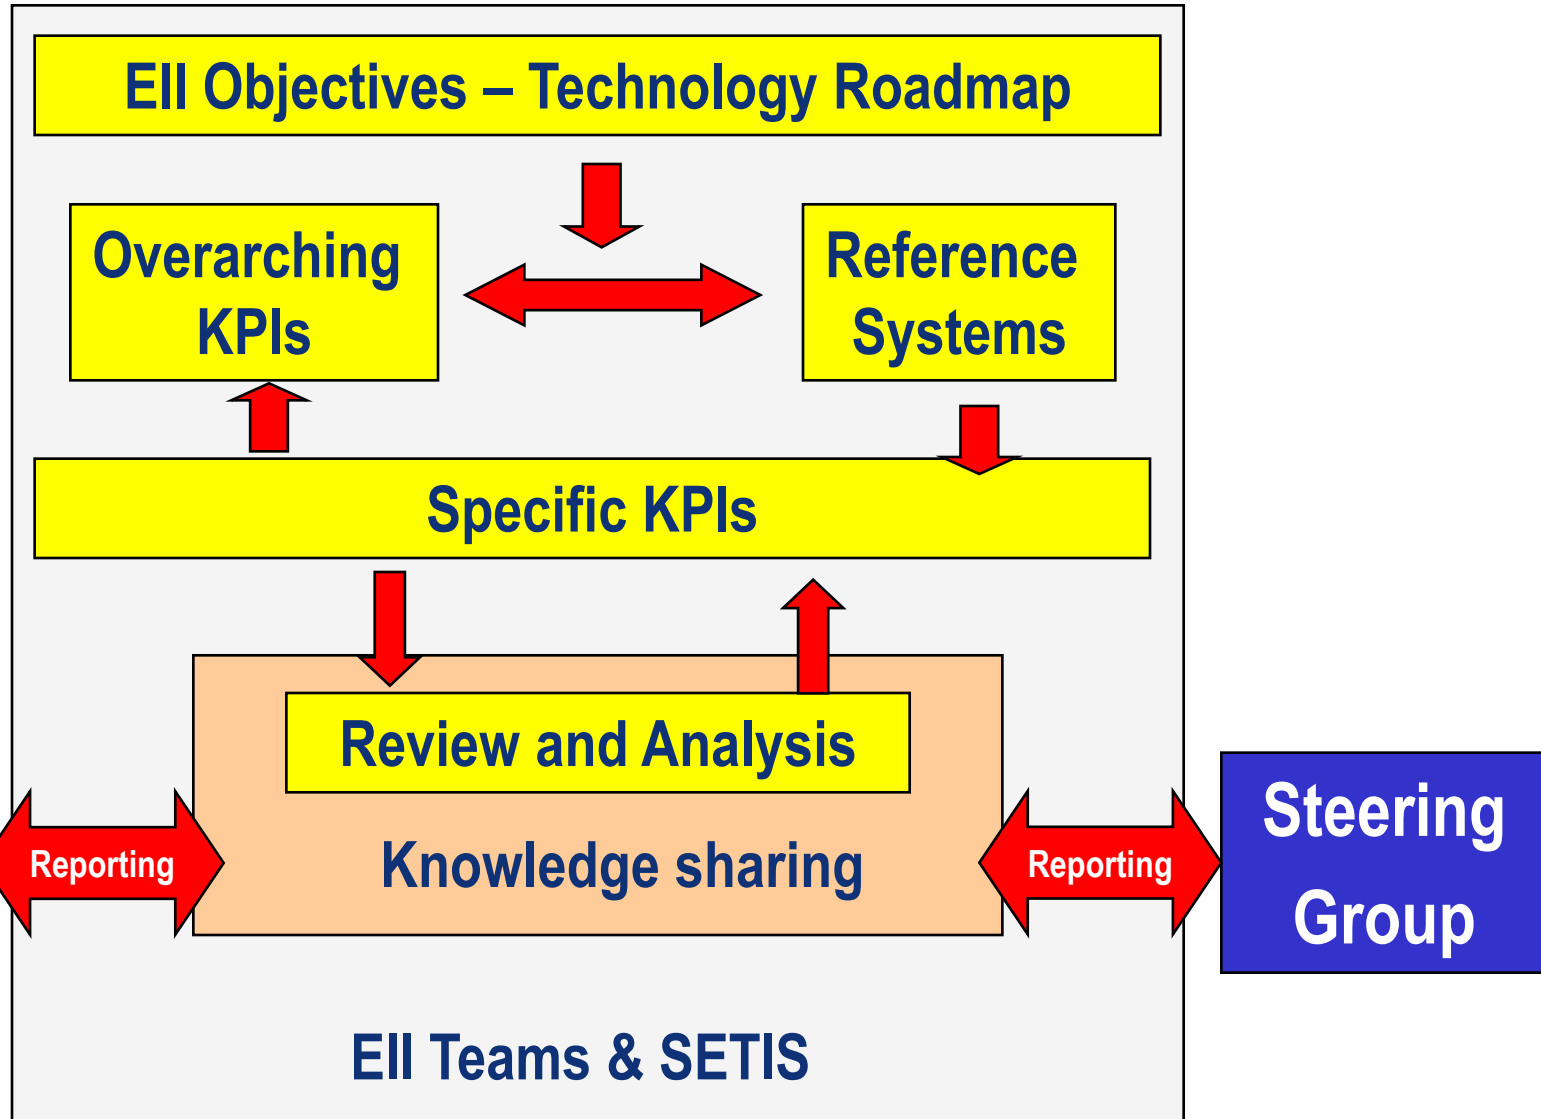 EII Objectives – Technology Roadmap
Overarching
KPIs
Reference
Systems
Specific KPIs
Review and Analysis
Knowledge sharing
Reporting
Reporting
Steering
Group
EII Teams & SETIS